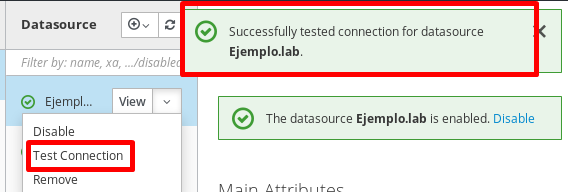 Datasource
Filter by: name, xa, .../disabled
Ejempl... View
Disable
Test Connection
Remove
Successfully tested connection for datasource
Ejemplo.lab.
The datasource Ejemplo.lab is enabled. Disable
Main Attributes